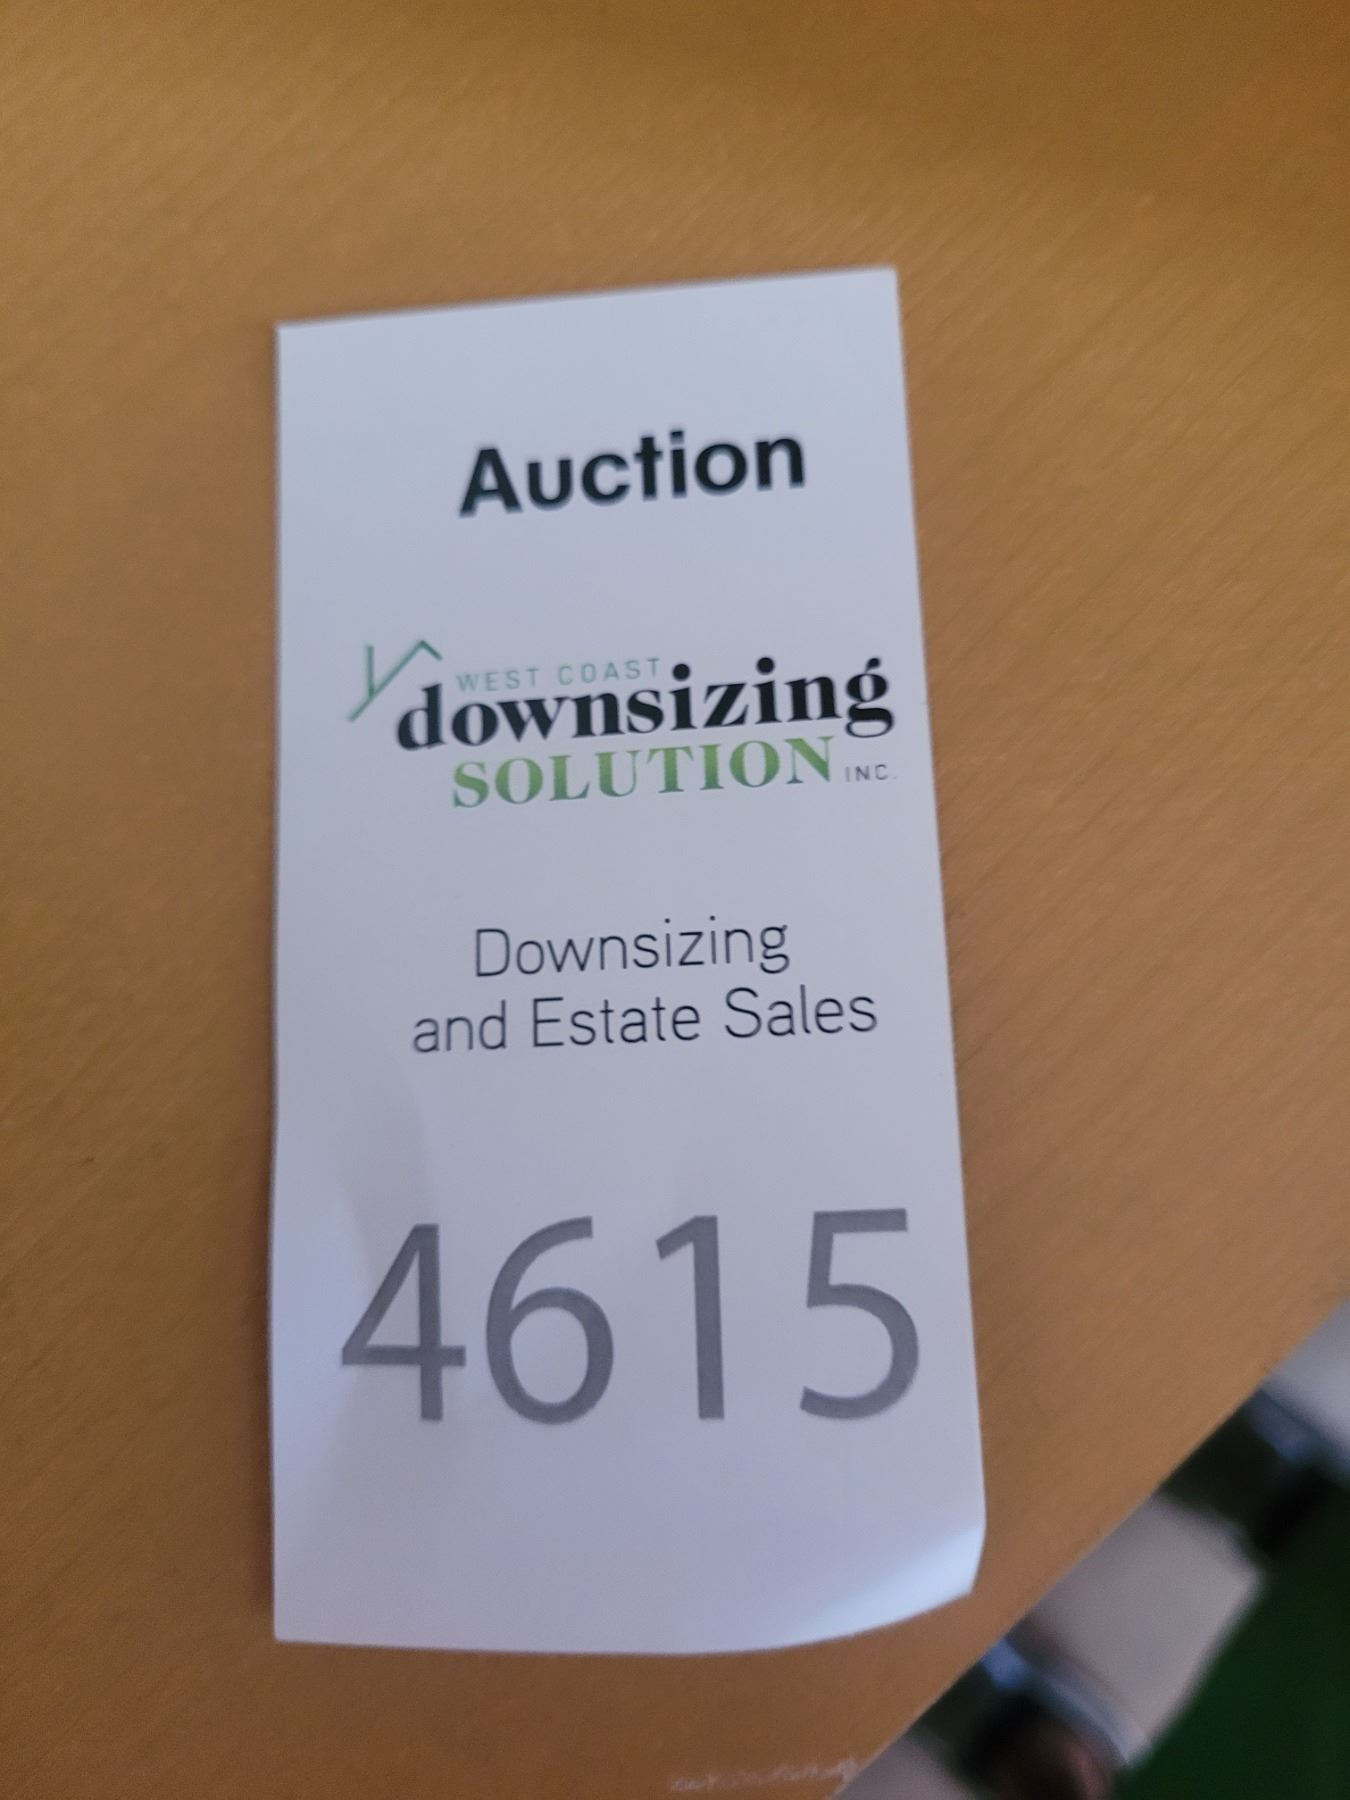 Auction
WEST COAST
downsizing
SOLUTION INC.
Downsizing
and Estate Sales
4615